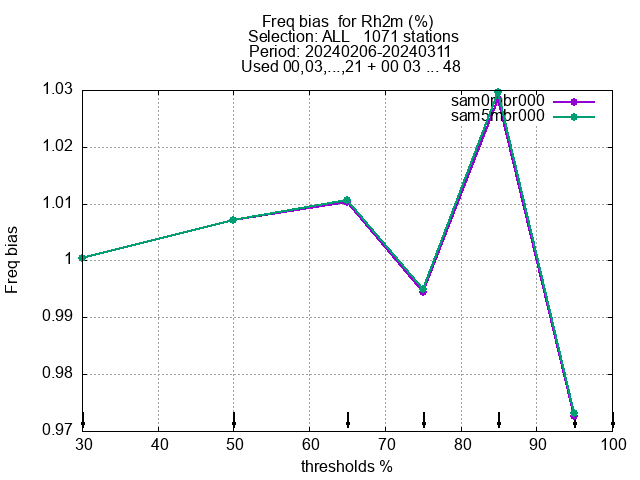 Freq bias  for Rh2m (%)
Selection: ALL   1071 stations
Period: 20240206-20240311
Used 00,03,...,21 + 00 03 ... 48
sam0mbr000
sam5mbr000
1.03
1.02
1.01
1
0.99
0.98
0.97
Freq bias
30 40 50 60 70 80 90 100
thresholds %